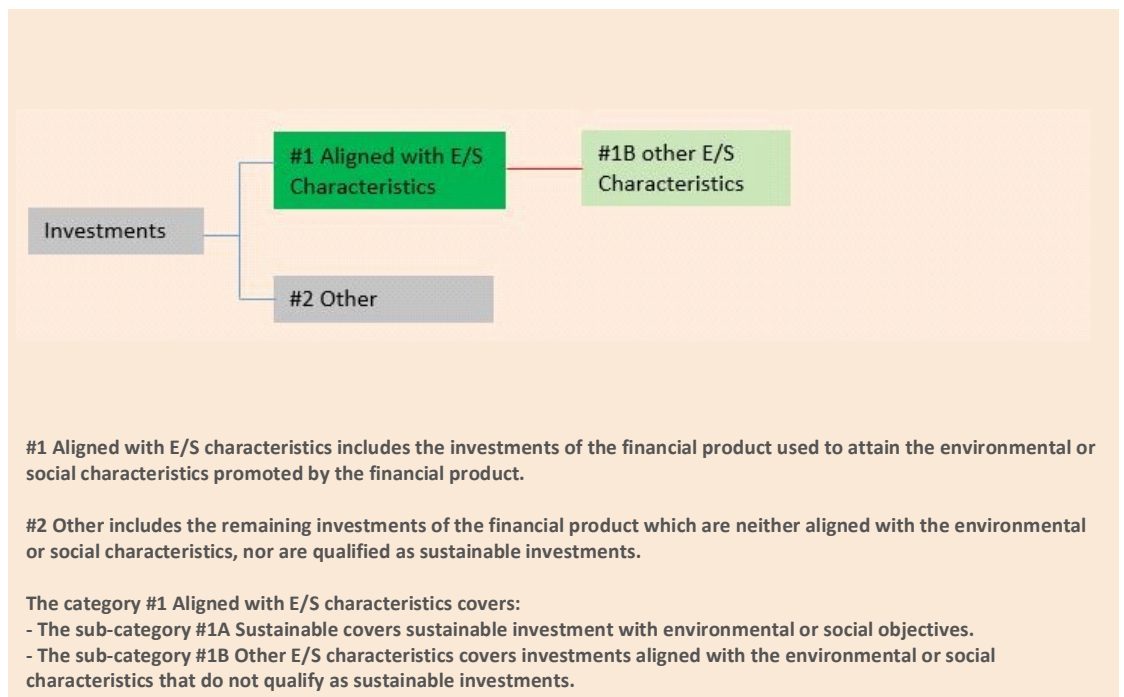 #1 Aligned with E/S
Characteristics
#1B other E/S
Characteristics
Investments
#2 Other
#1 Aligned with E/S characteristics includes the investments of the financial product used to attain the environmental or
social characteristics promoted by the financial product.
#2 Other includes the remaining investments of the financial product which are neither aligned with the environmental
or social characteristics, nor are qualified as sustainable investments.
The category #1 Aligned with E/S characteristics covers:
- The sub-category #1A Sustainable covers sustainable investment with environmental or social objectives.
- The sub-category #1B Other E/S characteristics covers investments aligned with the environmental or social
characteristics that do not qualify as sustainable investments.